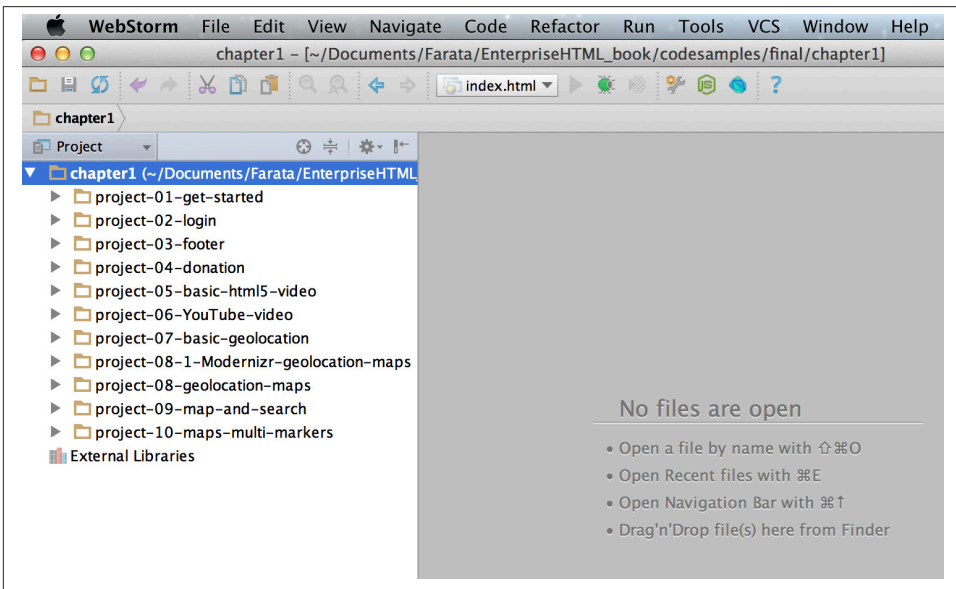 WebStorm File Edit View Navigate Code Refactor Run Tools VCS Window Help
chapter1 – [~/Documents/Farata/EnterpriseHTML_book/codesamples/final/chapter1]
index.html
?
chapter1
Project
chapter1 (~/Documents/Farata/EnterpriseHTML
project-01-get-started
project-02-login
project-03-footer
project-04-donation
project-05-basic-html5-video
project-06-YouTube-video
project-07-basic-geolocation
project-08-1-Modernizr-geolocation-maps
project-08-geolocation-maps
project-09-map-and-search
project-10-maps-multi-markers
External Libraries
No files are open
• Open a file by name with ⇧⌘O
• Open Recent files with ⌘E
• Open Navigation Bar with ⌘↑
• Drag'n'Drop file(s) here from Finder